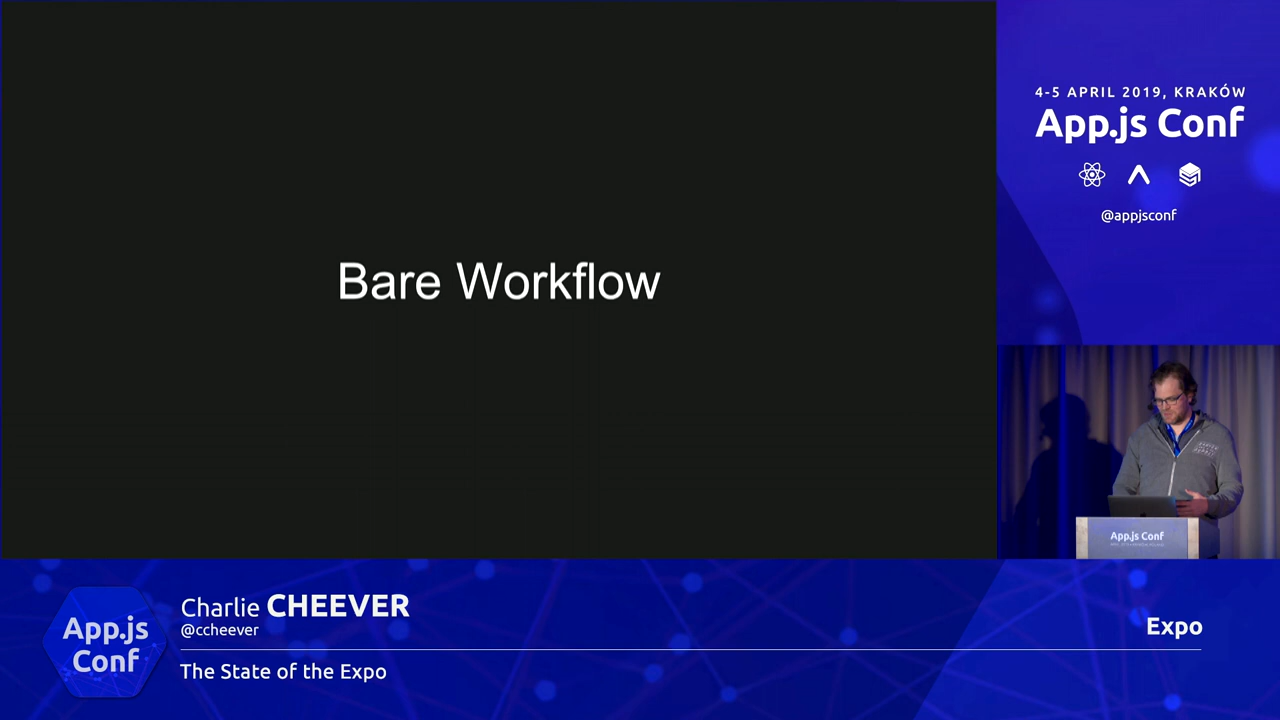 Bare Workflow
4-5 APRIL 2019, KRAKÓW
App.js Conf
@appjsconf
App.js Conf
Charlie CHEEVER
@ccheever
The State of the Expo
Expo
App.js
Conf